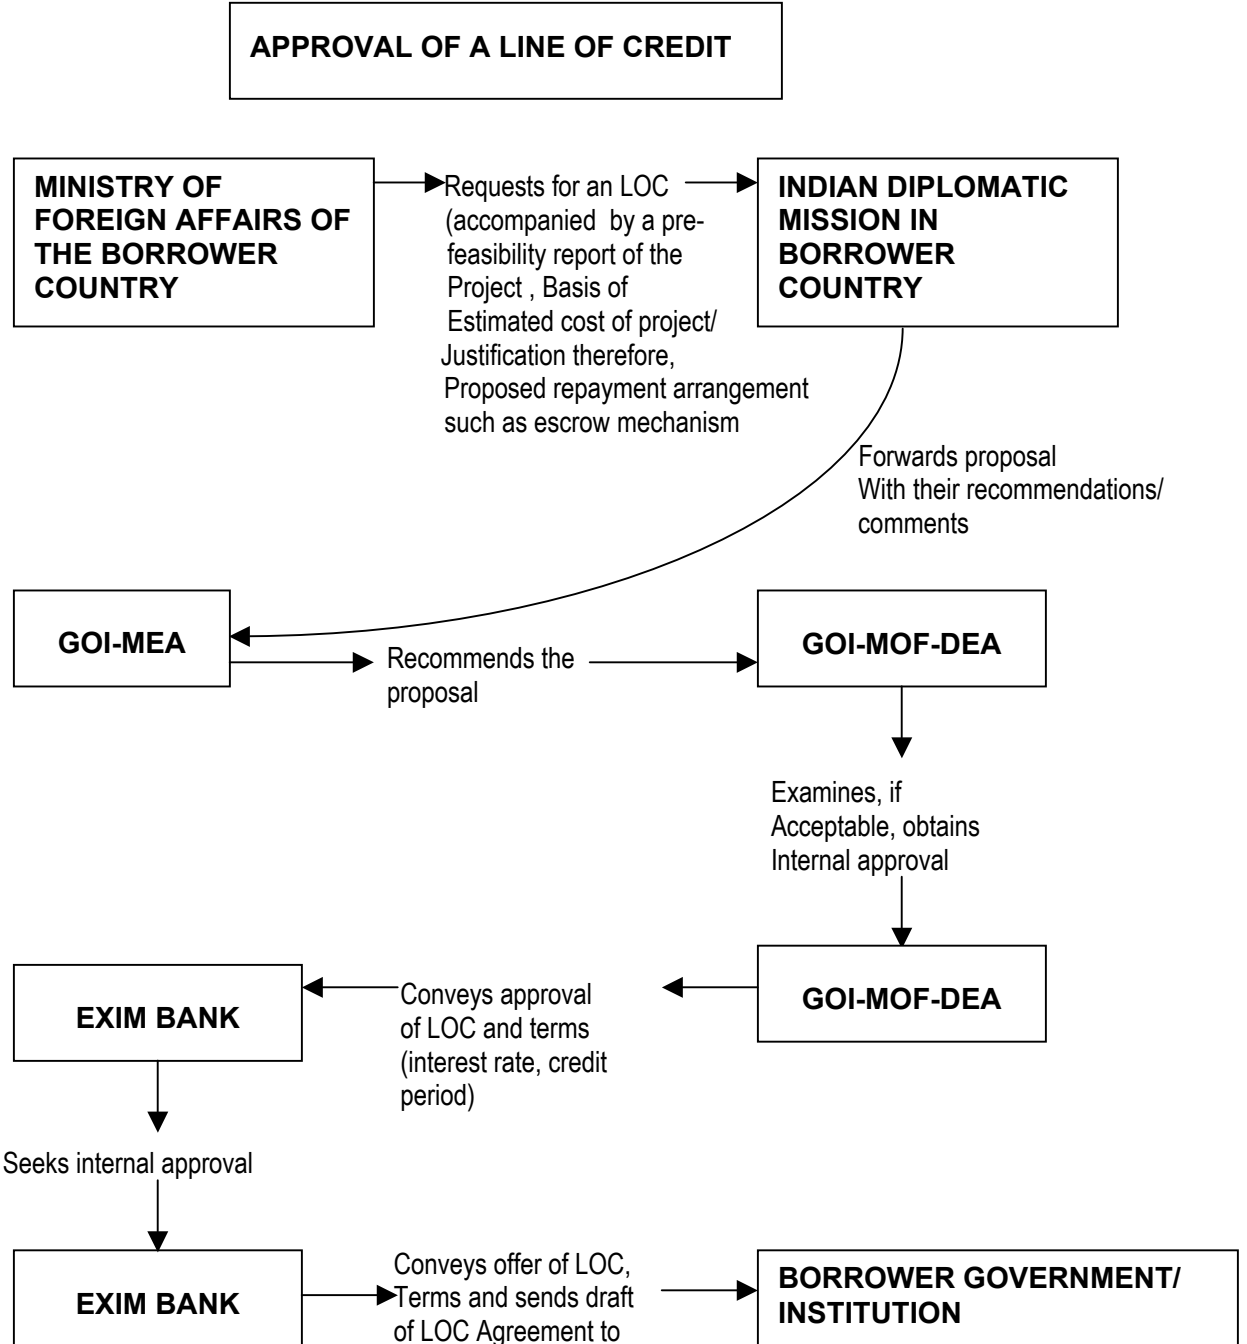 APPROVAL OF A LINE OF CREDIT
MINISTRY OF
FOREIGN AFFAIRS OF
THE BORROWER
COUNTRY
Requests for an LOC
(accompanied by a pre-
feasibility report of the
Project , Basis of
Estimated cost of project/
Justification therefore,
Proposed repayment arrangement
such as escrow mechanism
INDIAN DIPLOMATIC
MISSION IN
BORROWER
COUNTRY
Forwards proposal
With their recommendations/
comments
GOI-MEA
Recommends the
proposal
GOI-MOF-DEA
Examines, if
Acceptable, obtains
Internal approval
GOI-MOF-DEA
Conveys approval
of LOC and terms
(interest rate, credit
period)
EXIM BANK
Seeks internal approval
EXIM BANK
Conveys offer of LOC,
Terms and sends draft
of LOC Agreement to
BORROWER GOVERNMENT/
INSTITUTION